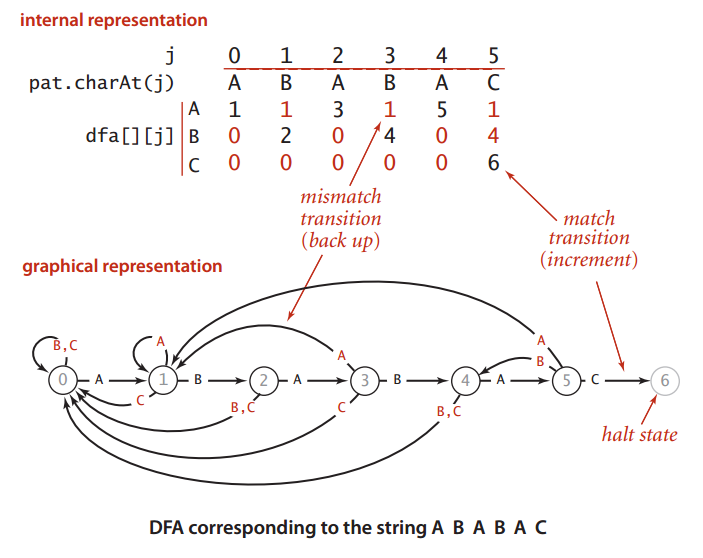 internal representation
j 0 1 2 3 4 5
pat.charAt(j) A B A B A C
A 1 1 3 1 5 1
dfa[][j] B 0 2 0 4 0 4
C 0 0 0 0 0 6
mismatch
transition
(back up)
match
transition
(increment)
graphical representation
B,C A A A
B
0 A 1 B 2 A 3 B 4 A 5 C 6
C B,C C B,C
halt state
DFA corresponding to the string A B A B A C